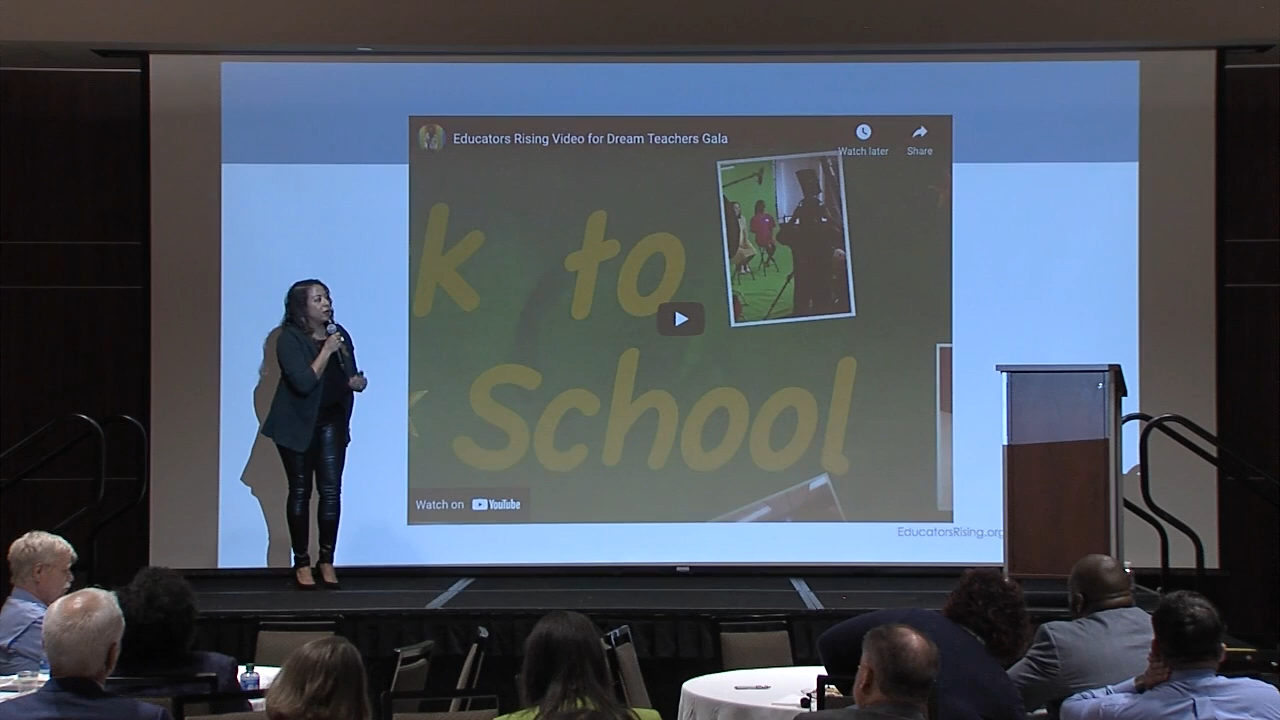 Educators Rising Video for Dream Teachers Gala
Watch later
Share
k to
School
Watch on YouTube
EducatorsRising.org